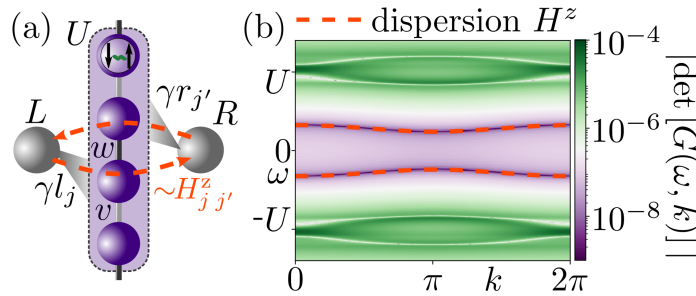 (a) U
L
R
γr_{j'}
w
γl_j
v
~H^z_{j j'}
(b) dispersion H^z
U
0
ω
-U
0 π k 2π
10^{-4}
10^{-6}
10^{-8}
|det[G(ω,k)]|